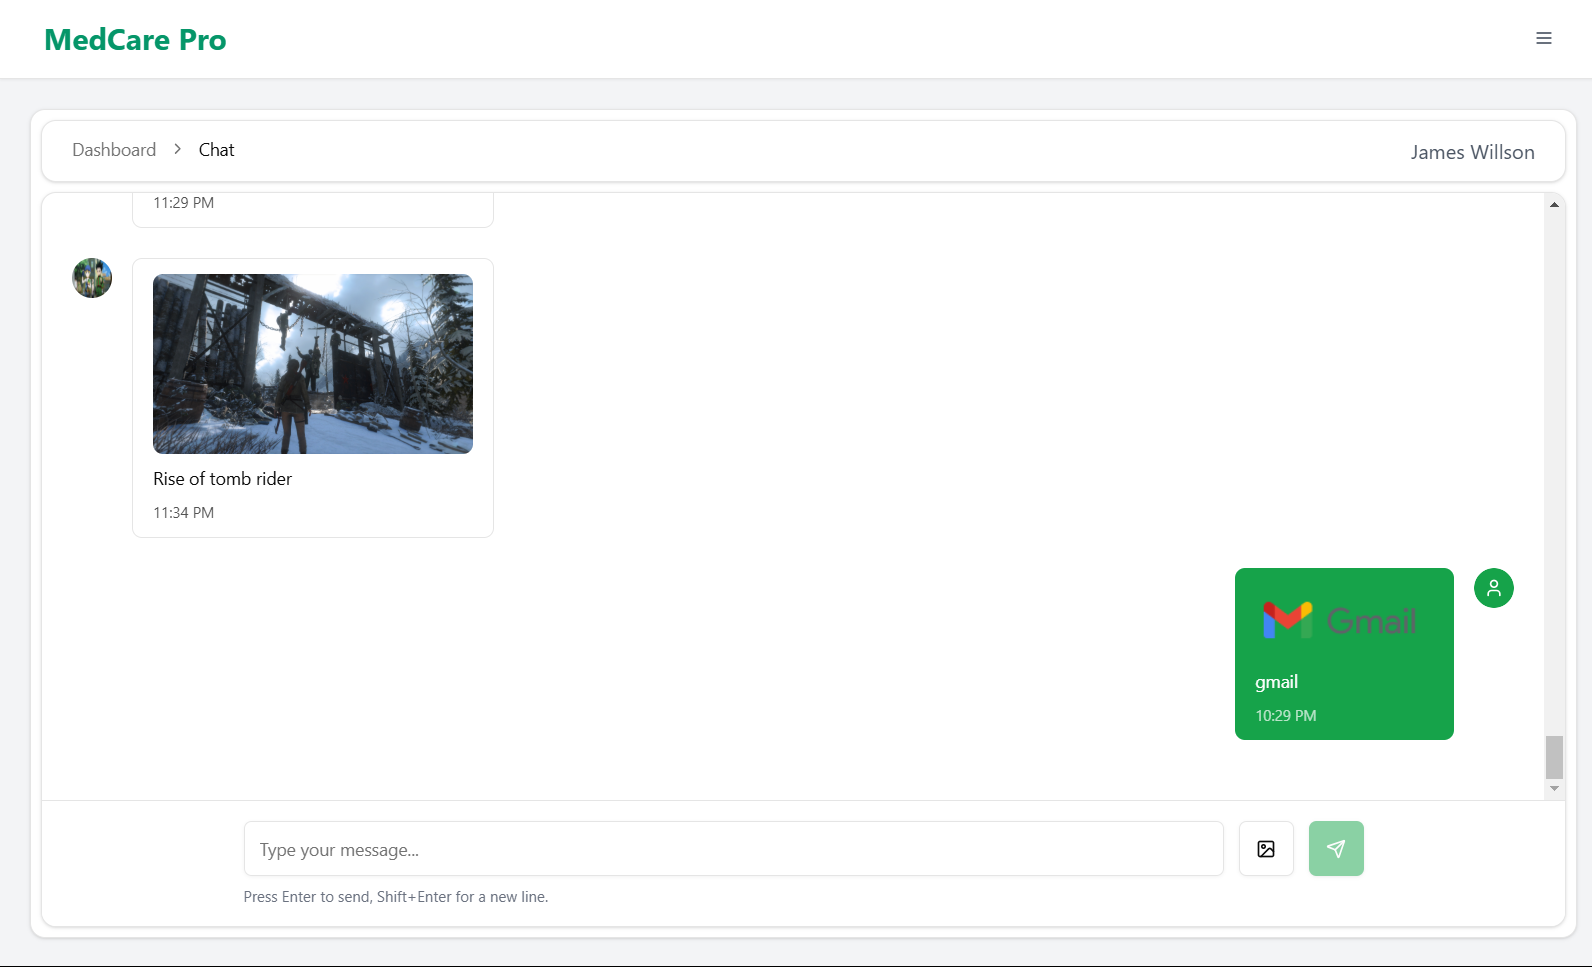 MedCare Pro
Dashboard > Chat
James Willson
11:29 PM
Rise of tomb rider
11:34 PM
Gmail
gmail
10:29 PM
Type your message...
Press Enter to send, Shift+Enter for a new line.